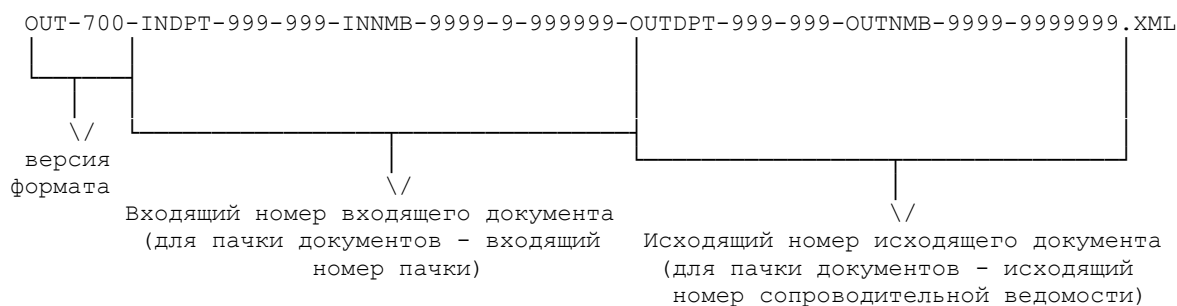 OUT-700-INDPT-999-999-INNMB-9999-9-999999-OUTDPT-999-999-OUTNMB-9999-9999999.XML
версия
формата
Входящий номер входящего документа
(для пачки документов - входящий
номер пачки)
Исходящий номер исходящего документа
(для пачки документов - исходящий
номер сопроводительной ведомости)